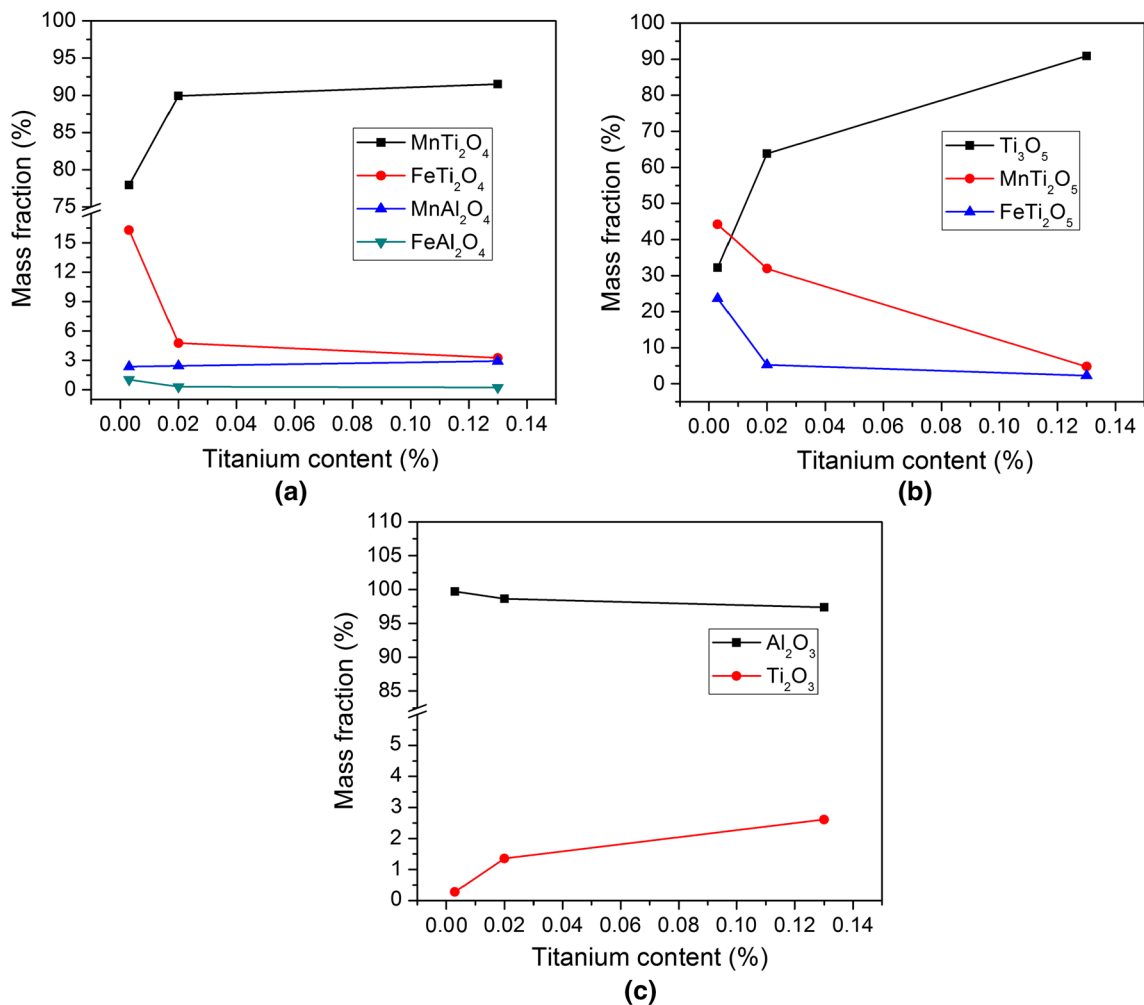 100
95
90
85
80
75
15
12
9
6
3
0
Mass fraction (%)
MnTi₂O₄
FeTi₂O₄
MnAl₂O₄
FeAl₂O₄
0.00 0.02 0.04 0.06 0.08 0.10 0.12 0.14
Titanium content (%)
(a)
100
90
80
70
60
50
40
30
20
10
0
Mass fraction (%)
Ti₃O₅
MnTi₂O₅
FeTi₂O₅
0.00 0.02 0.04 0.06 0.08 0.10 0.12 0.14
Titanium content (%)
(b)
110
105
100
95
90
85
5
4
3
2
1
0
Mass fraction (%)
Al₂O₃
Ti₂O₃
0.00 0.02 0.04 0.06 0.08 0.10 0.12 0.14
Titanium content (%)
(c)